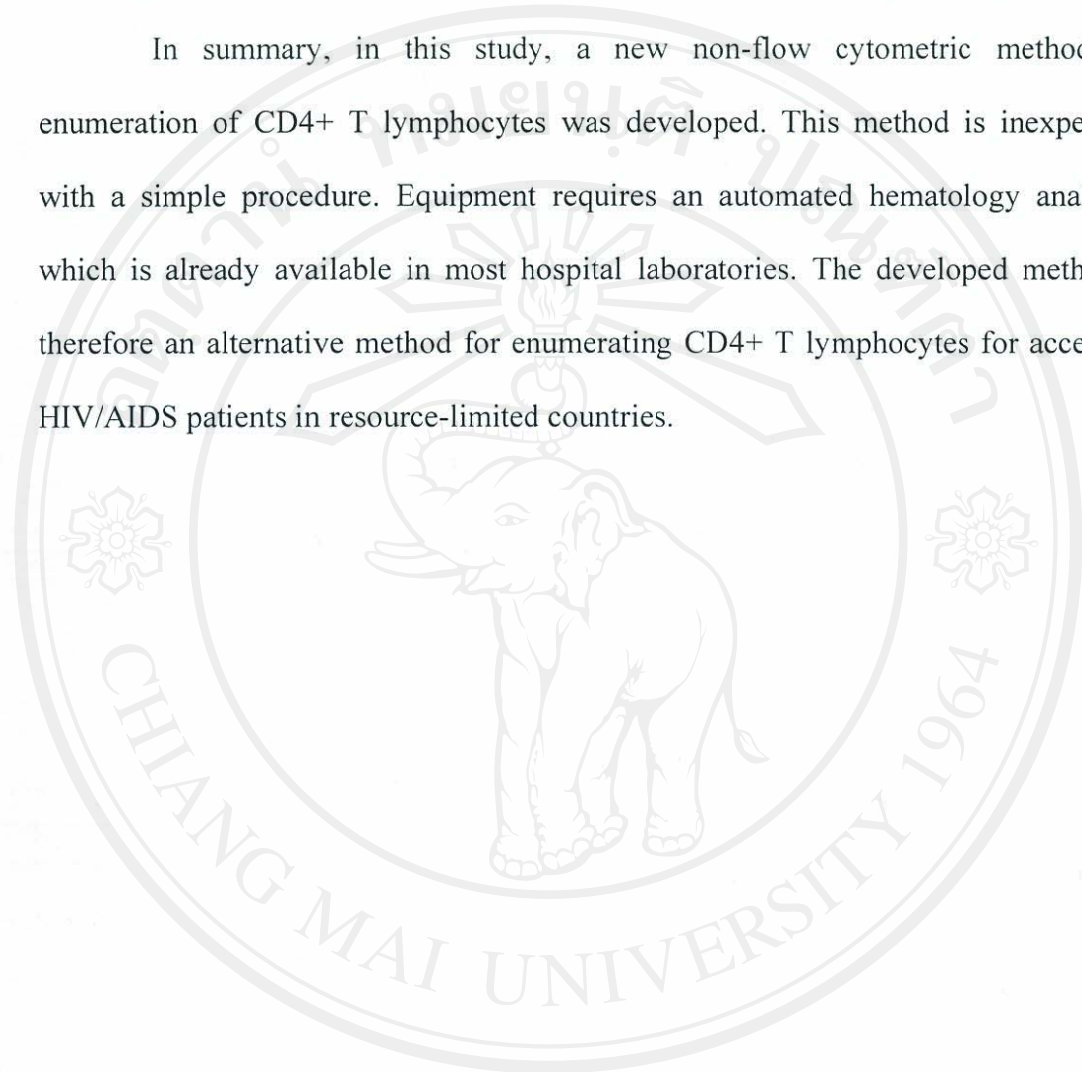 In summary, in this study, a new non-flow cytometric method
enumeration of CD4+ T lymphocytes was developed. This method is inexpe
with a simple procedure. Equipment requires an automated hematology ana
which is already available in most hospital laboratories. The developed meth
therefore an alternative method for enumerating CD4+ T lymphocytes for acce
HIV/AIDS patients in resource-limited countries.
CHIANG MAI UNIVERSITY 1964